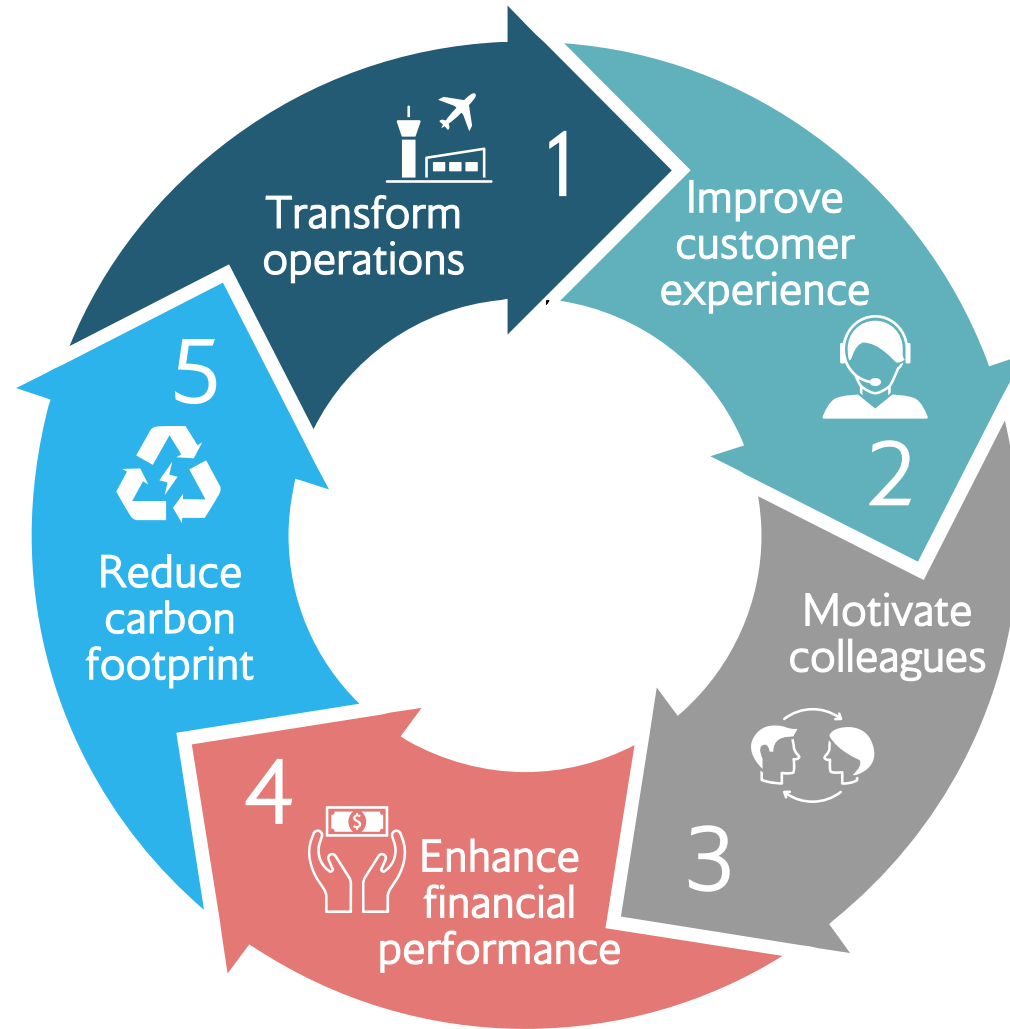 1
Transform
operations
Improve
customer
experience
2
Motivate
colleagues
3
4
$
Enhance
financial
performance
5
Reduce
carbon
footprint